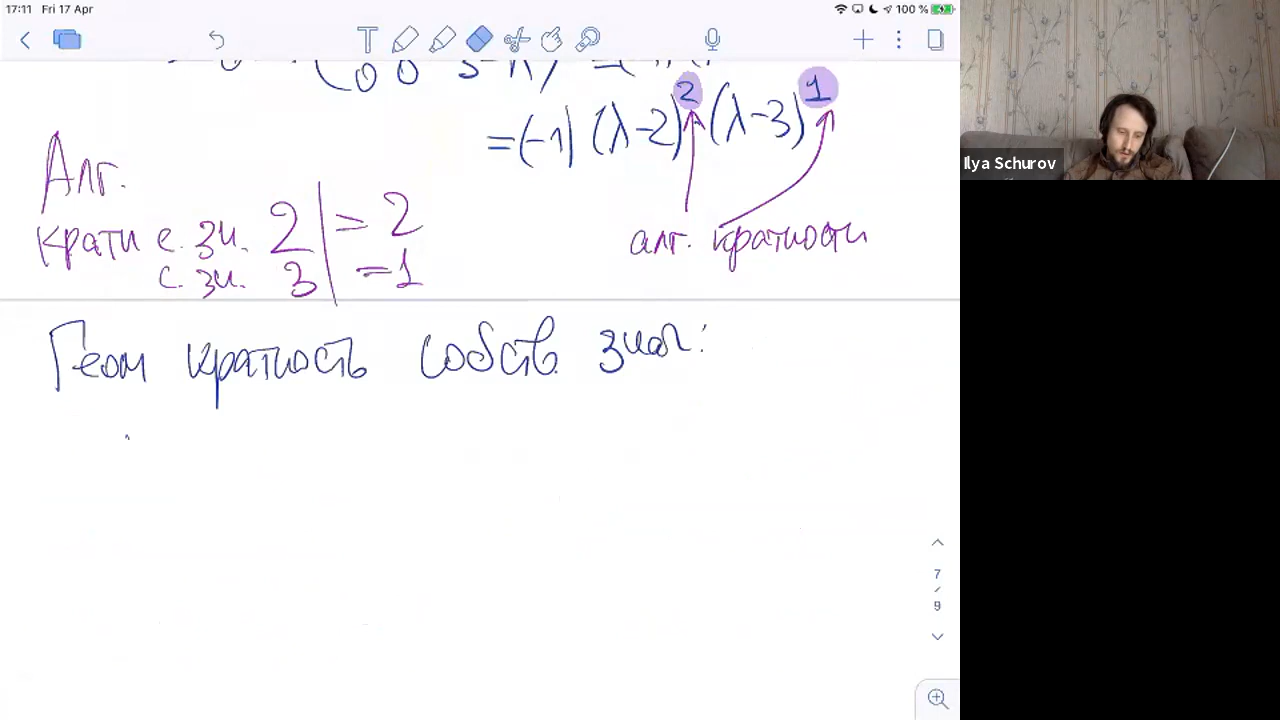 17:11 Fri 17 Apr
100 %
Ilya Schurov
=(-1) (λ-2)² · (λ-3)¹
Алг.
кратн с. зн. 2 | = 2
с. зн. 3 | = 1
алг. кратности
Геом кратность собств. знач:
7
9